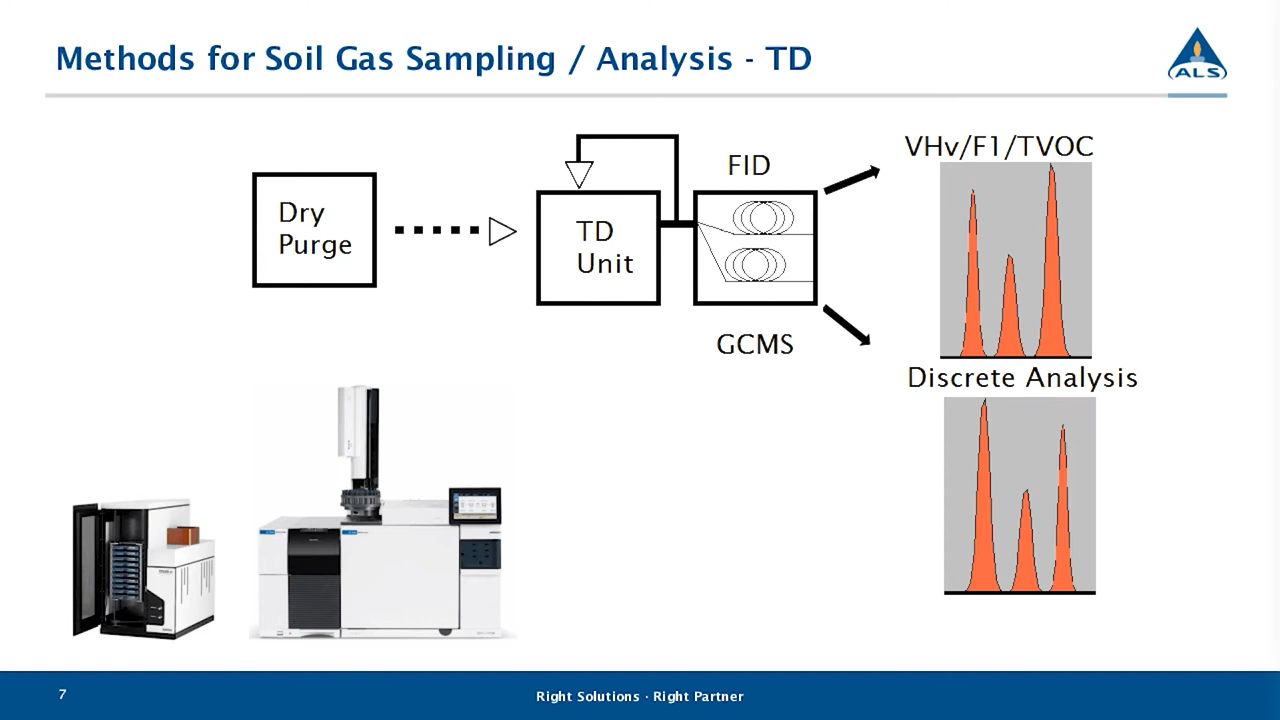 Methods for Soil Gas Sampling / Analysis - TD
ALS
VHv/F1/TVOC
FID
Dry
Purge
TD
Unit
GCMS
Discrete Analysis
7
Right Solutions · Right Partner